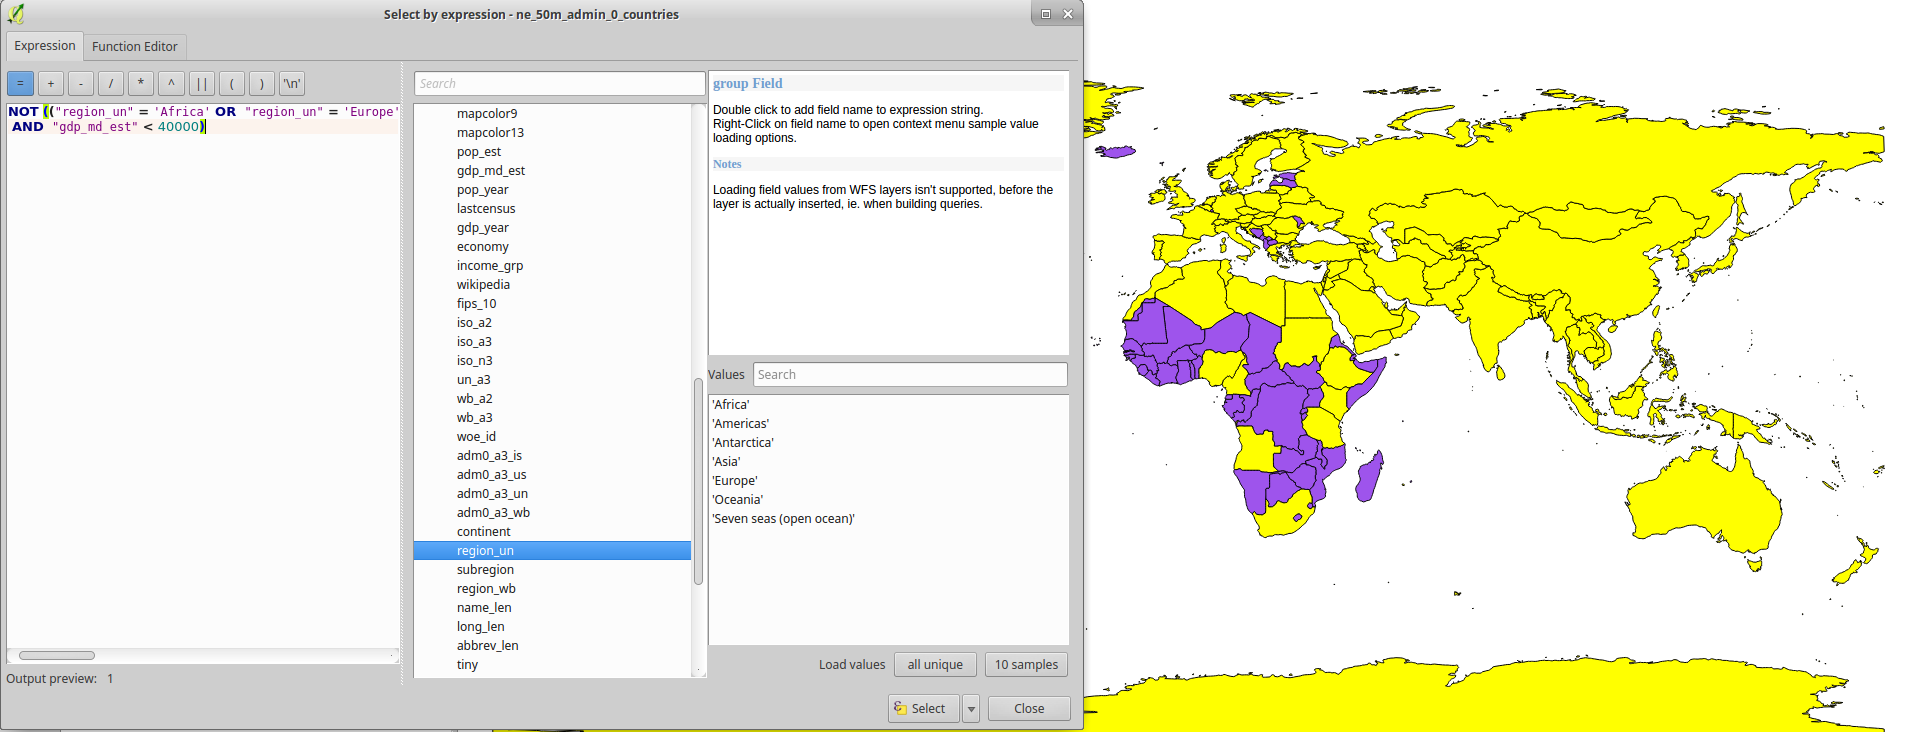 Select by expression - ne_50m_admin_0_countries
Expression
Function Editor
= + - / * ^ || ( ) '\n'
NOT (("region_un" = 'Africa' OR "region_un" = 'Europe'
AND "gdp_md_est" < 40000)
Output preview: 1
Search
mapcolor9
mapcolor13
pop_est
gdp_md_est
pop_year
lastcensus
gdp_year
economy
income_grp
wikipedia
fips_10
iso_a2
iso_a3
iso_n3
un_a3
wb_a2
wb_a3
woe_id
adm0_a3_is
adm0_a3_us
adm0_a3_un
adm0_a3_wb
continent
region_un
subregion
region_wb
name_len
long_len
abbrev_len
tiny
group Field
Double click to add field name to expression string.
Right-Click on field name to open context menu sample value
loading options.
Notes
Loading field values from WFS layers isn't supported, before the
layer is actually inserted, ie. when building queries.
Values
Search
'Africa'
'Americas'
'Antarctica'
'Asia'
'Europe'
'Oceania'
'Seven seas (open ocean)'
Load values
all unique
10 samples
Select
Close